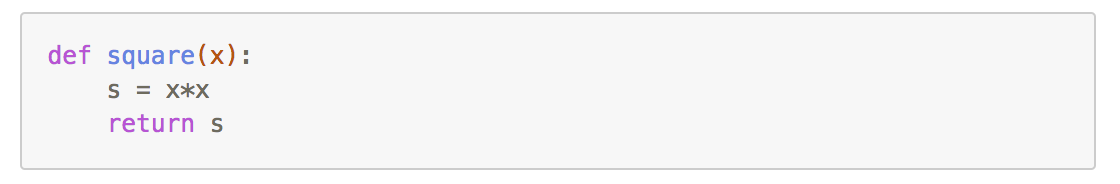 def square(x):
    s = x*x
    return s